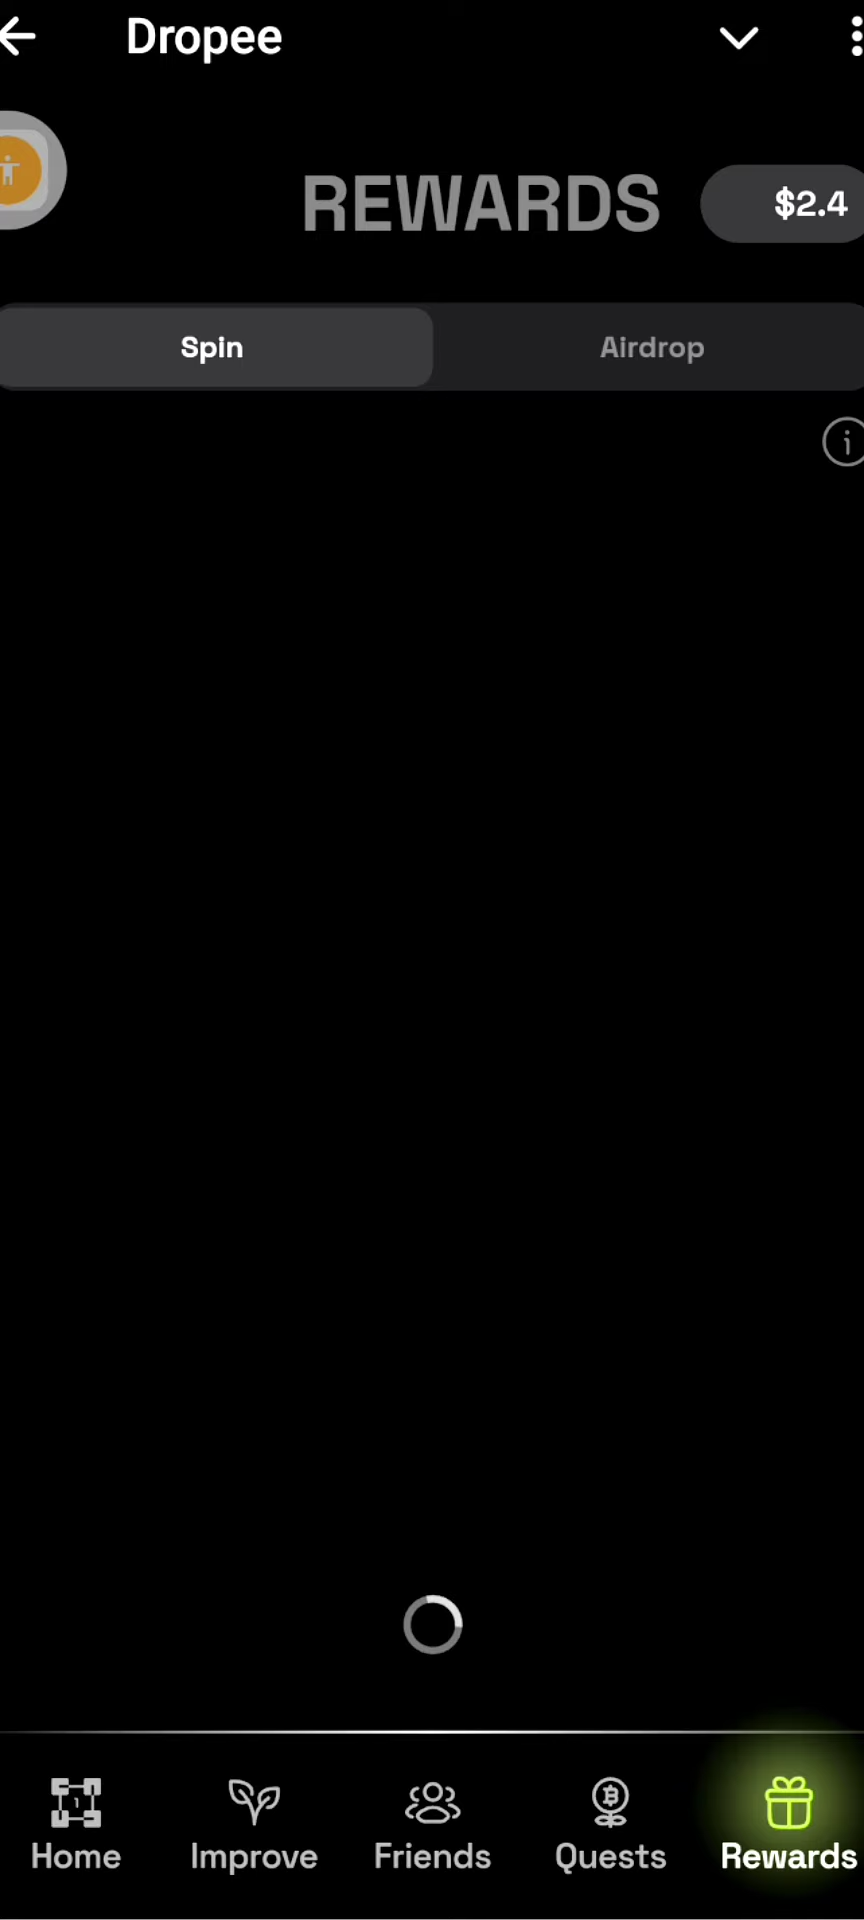 Dropee
REWARDS
$2.4
Spin
Airdrop
Home
Improve
Friends
Quests
Rewards